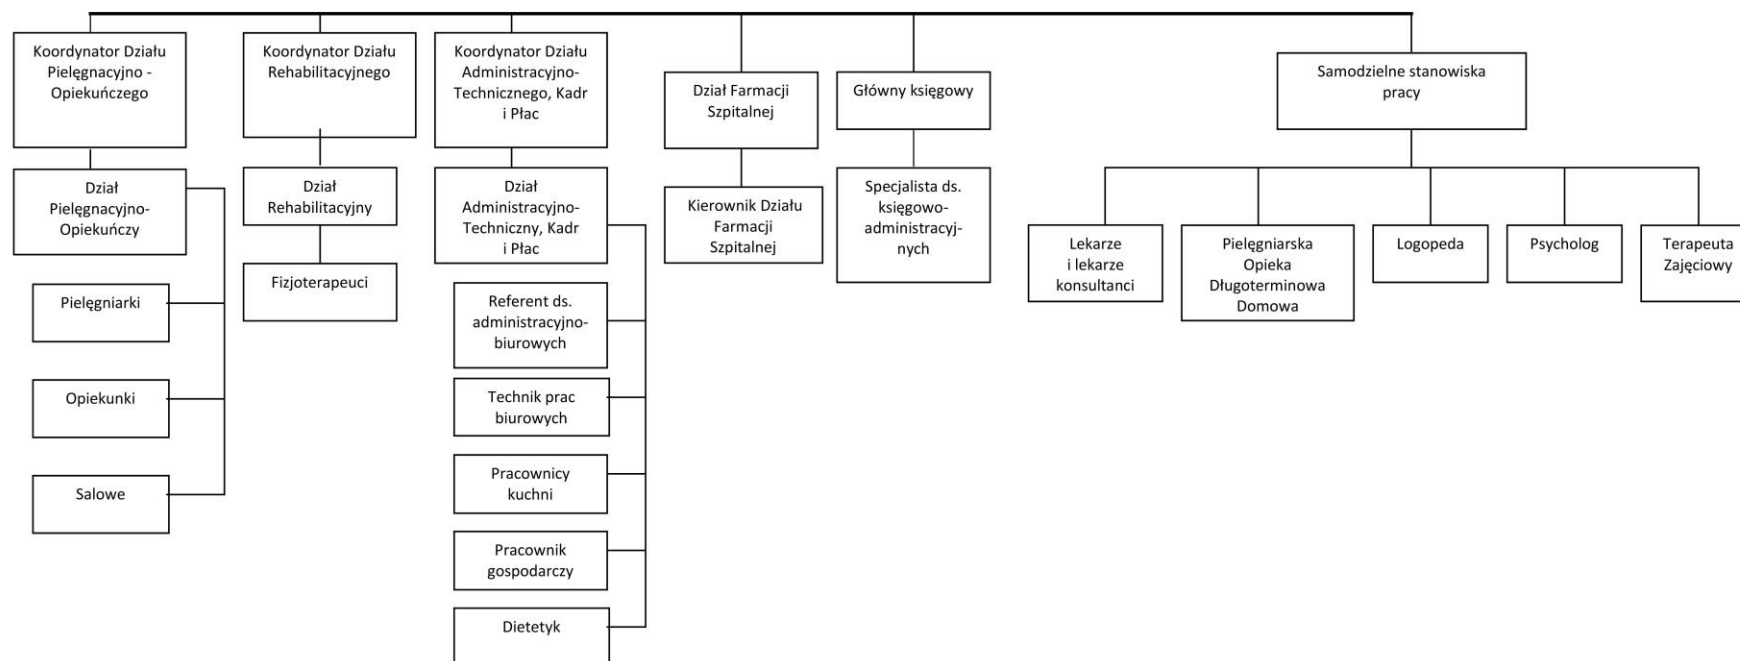 Koordynator Działu
Pielęgnacyjno -
Opiekuńczego
Koordynator Działu
Rehabilitacyjnego
Koordynator Działu
Administracyjno-
Technicznego, Kadr
i Płac
Dział Farmacji
Szpitalnej
Główny księgowy
Samodzielne stanowiska
pracy
Dział
Pielęgnacyjno-
Opiekuńczy
Dział
Rehabilitacyjny
Dział
Administracyjno-
Techniczny, Kadr
i Płac
Kierownik Działu
Farmacji
Szpitalnej
Specjalista ds.
księgowo-
administracyj-
nych
Lekarze
i lekarze
konsultanci
Pielęgniarska
Opieka
Długoterminowa
Domowa
Logopeda
Psycholog
Terapeuta
Zajęciowy
Pielęgniarki
Fizjoterapeuci
Referent ds.
administracyjno-
biurowych
Opiekunki
Technik prac
biurowych
Salowe
Pracownicy
kuchni
Pracownik
gospodarczy
Dietetyk